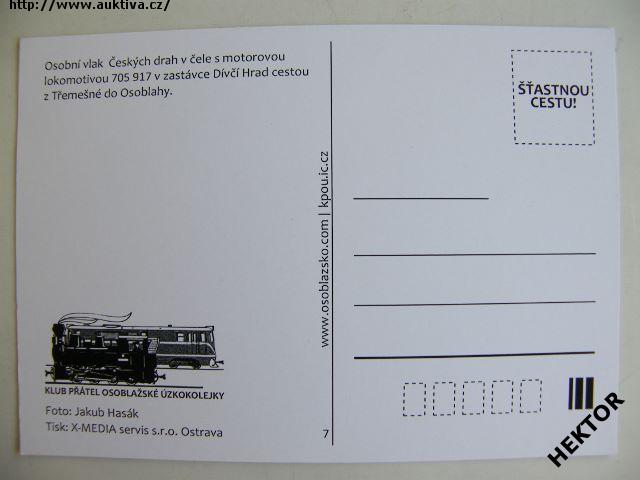 http://www.auktiva.cz/
Osobní vlak Českých drah v čele s motorovou
lokomotivou 705 917 v zastávce Dívčí Hrad cestou
z Třemešné do Osoblahy.
ŠŤASTNOU
CESTU!
www.osoblazsko.com | kpou.ic.cz
KLUB PŘÁTEL OSOBLAŽSKÉ ÚZKOKOLEJKY
Foto: Jakub Hasák
Tisk: X-MEDIA servis s.r.o. Ostrava
7
HEKTOR